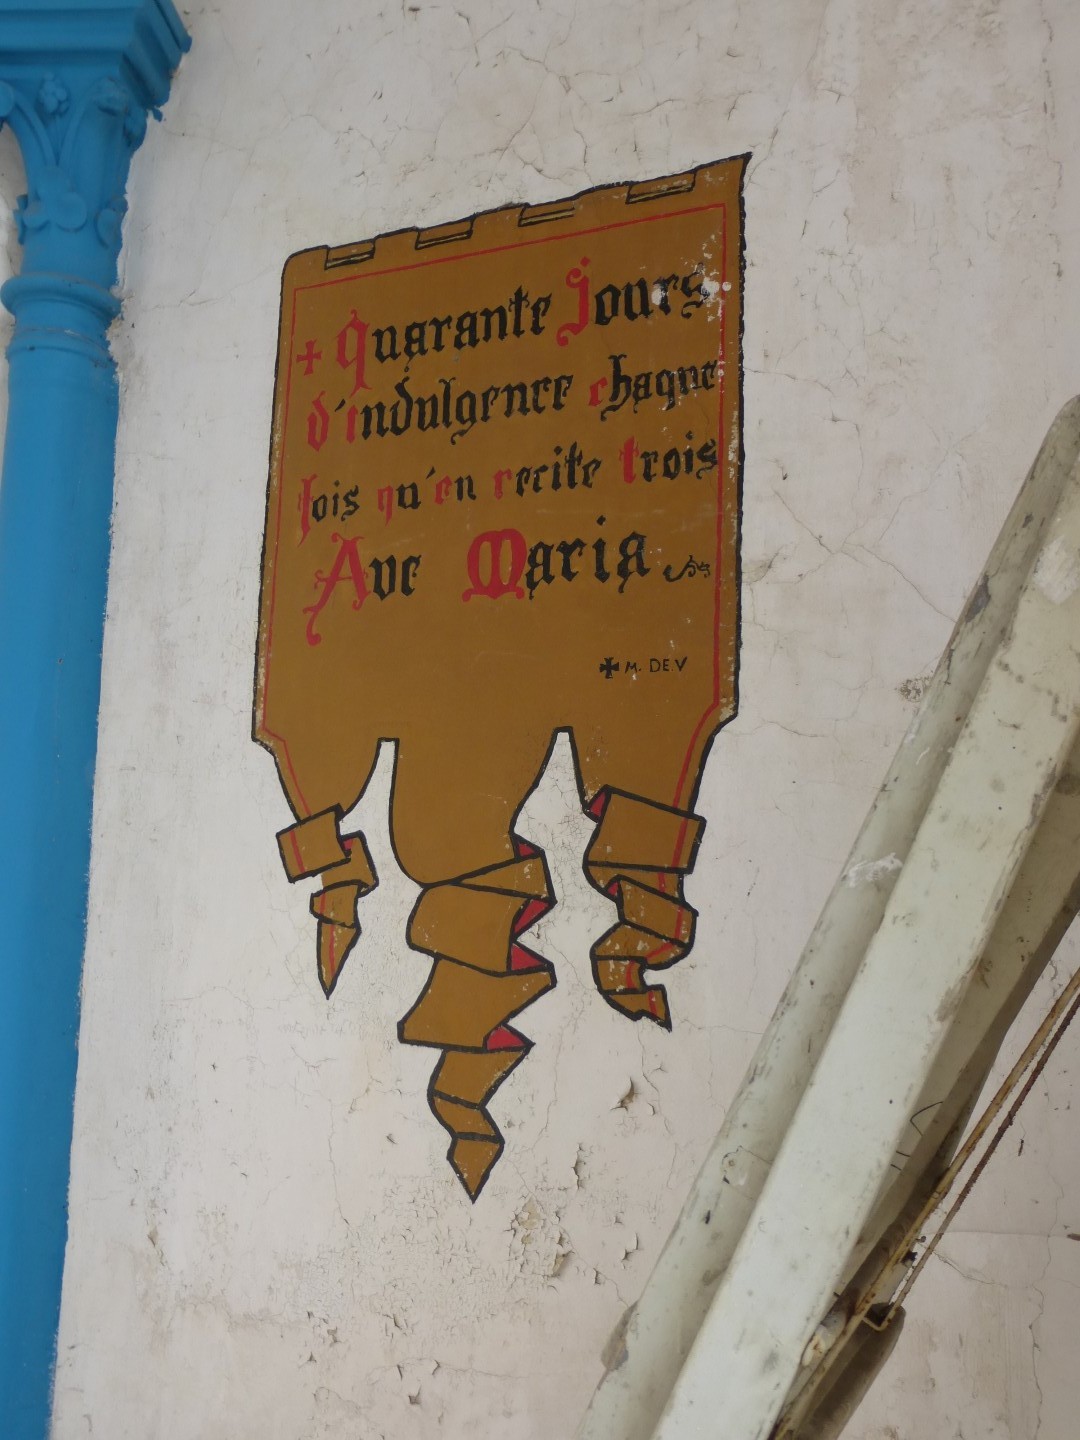 + Quarante Jours
d'indulgence chaque
fois qu'en recite trois
Ave Maria
✠ M. DE.V